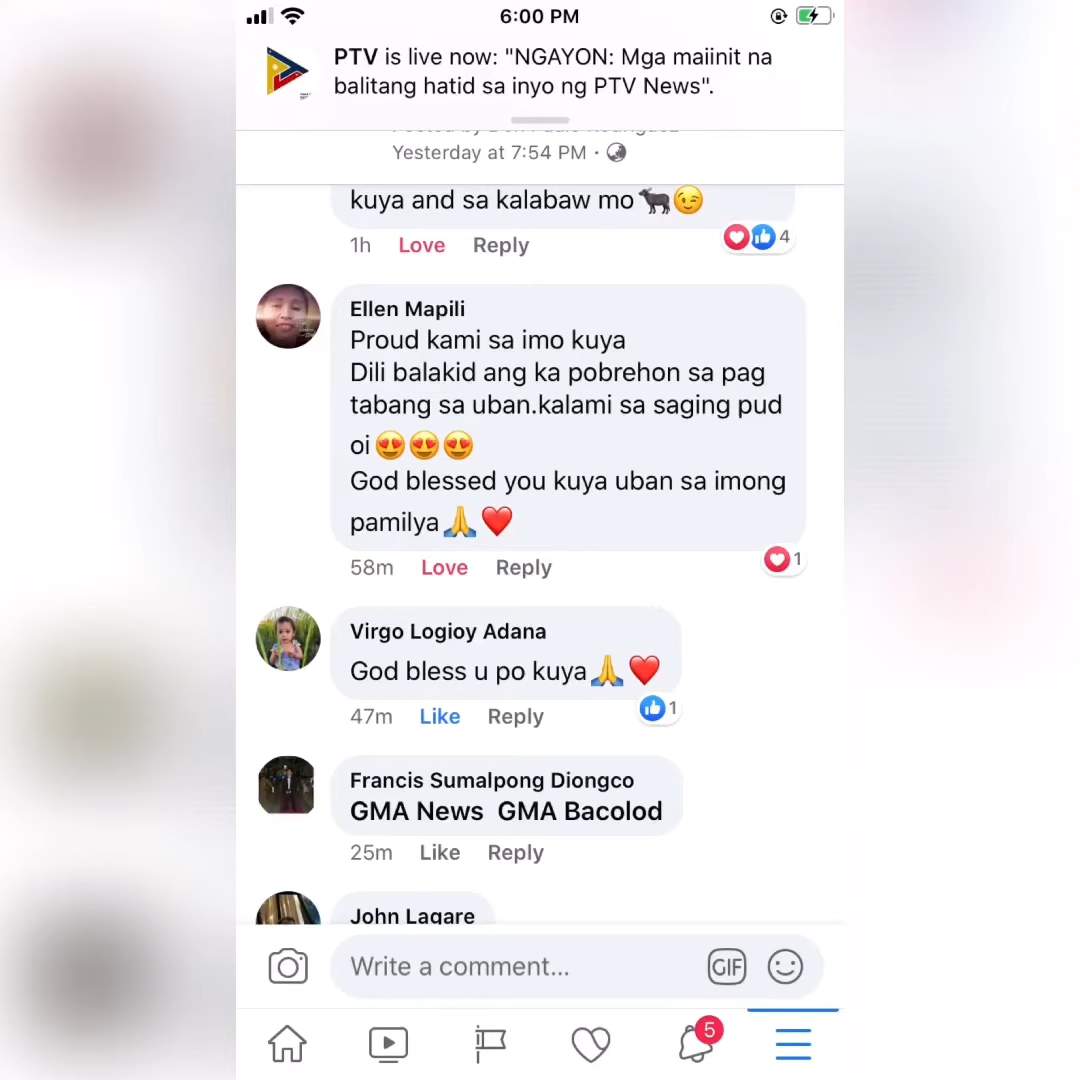 6:00 PM
PTV is live now: "NGAYON: Mga maiinit na
balitang hatid sa inyo ng PTV News".
Yesterday at 7:54 PM ·
kuya and sa kalabaw mo🐃😉
1h Love Reply 4
Ellen Mapili
Proud kami sa imo kuya
Dili balakid ang ka pobrehon sa pag
tabang sa uban.kalami sa saging pud
oi😍😍😍
God blessed you kuya uban sa imong
pamilya🙏❤️
58m Love Reply 1
Virgo Logioy Adana
God bless u po kuya🙏❤️
47m Like Reply 1
Francis Sumalpong Diongco
GMA News GMA Bacolod
25m Like Reply
John Lagare
Write a comment... GIF
5